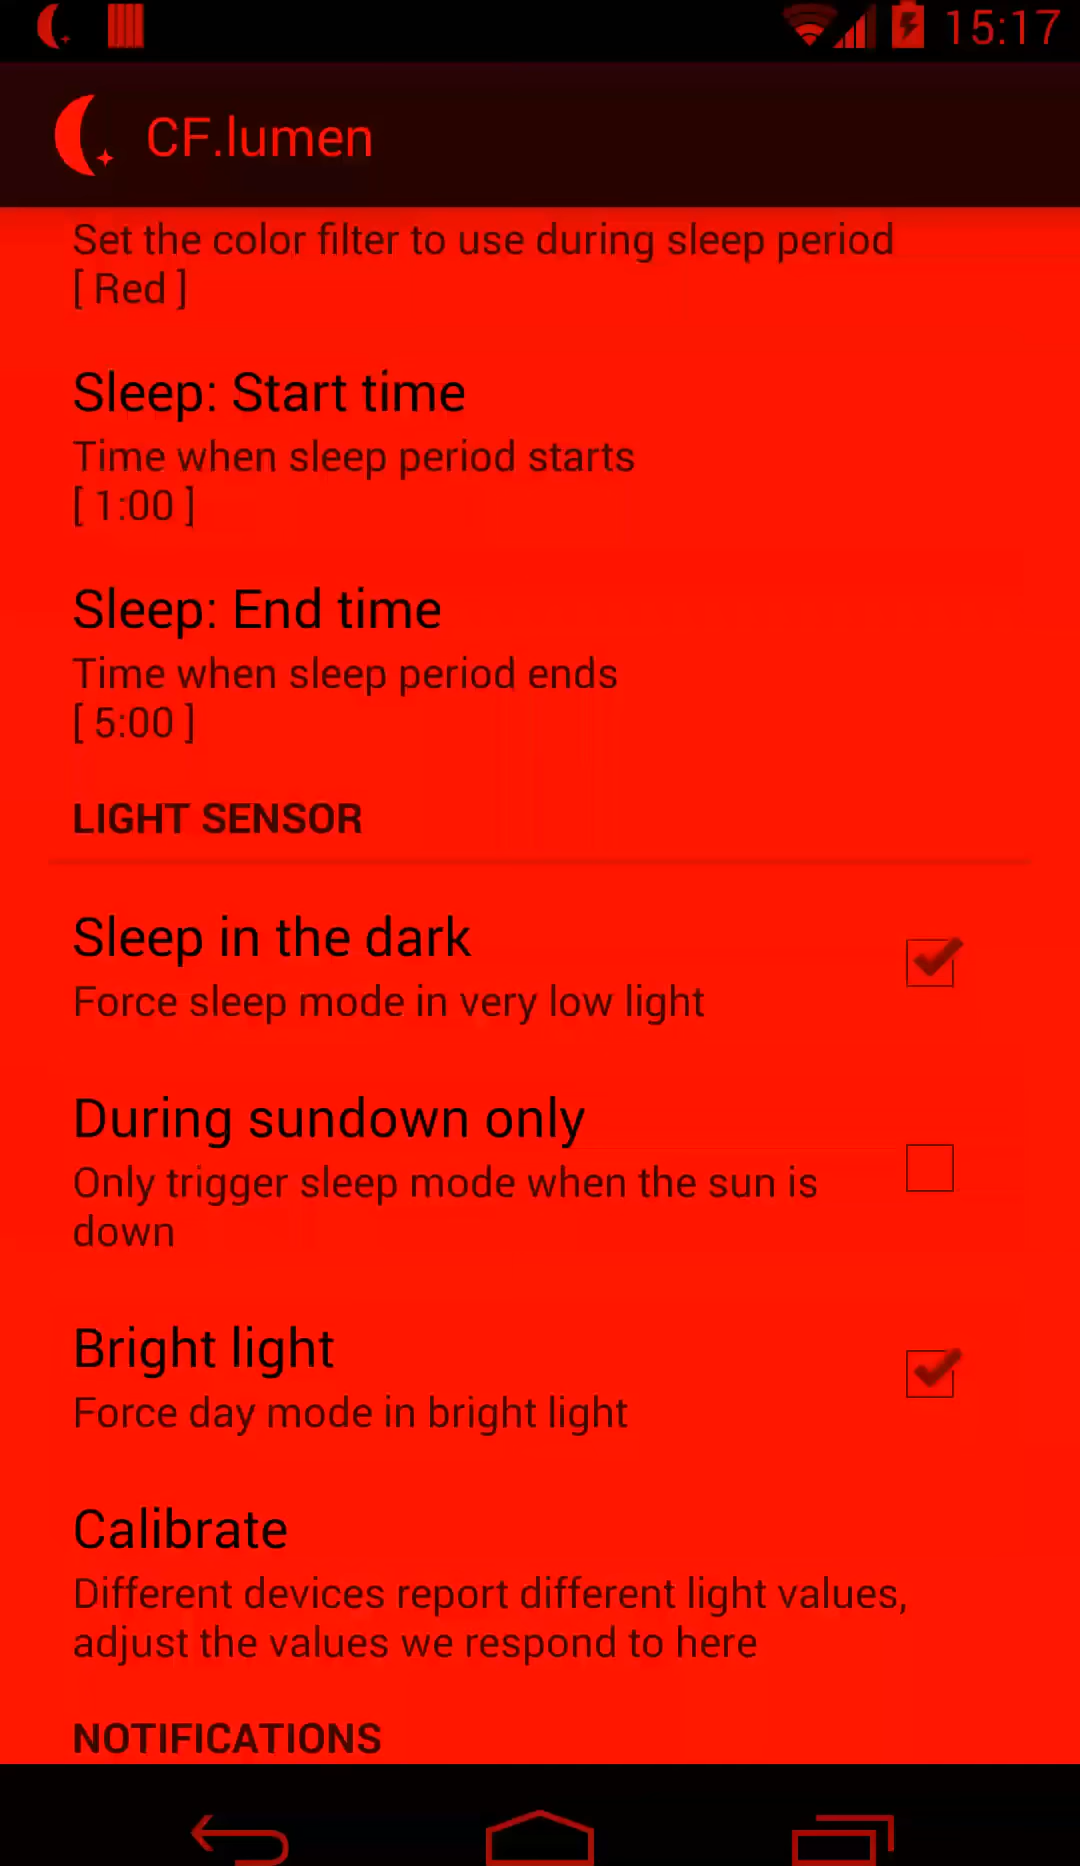 15:17
CF.lumen
Set the color filter to use during sleep period
[ Red ]
Sleep: Start time
Time when sleep period starts
[ 1:00 ]
Sleep: End time
Time when sleep period ends
[ 5:00 ]
LIGHT SENSOR
Sleep in the dark
Force sleep mode in very low light
During sundown only
Only trigger sleep mode when the sun is
down
Bright light
Force day mode in bright light
Calibrate
Different devices report different light values,
adjust the values we respond to here
NOTIFICATIONS